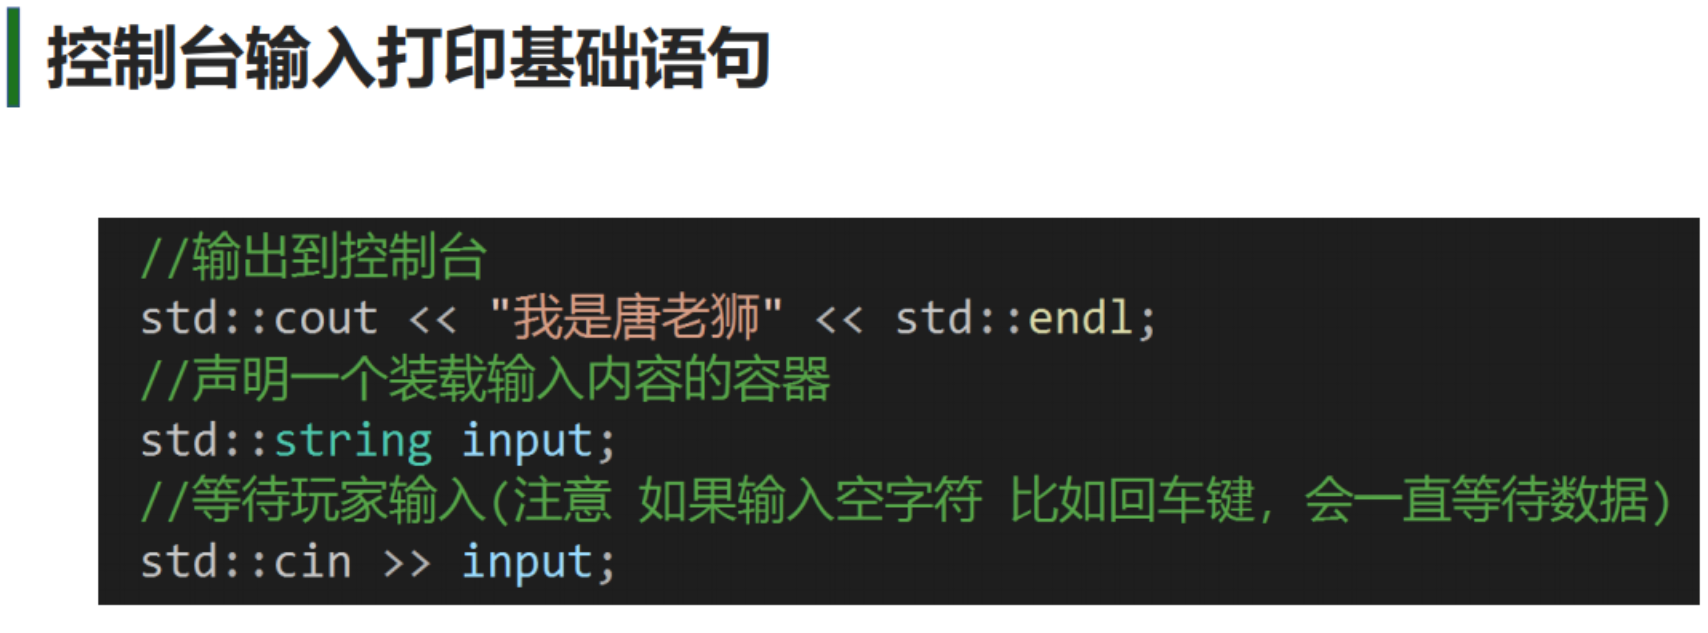 控制台输入打印基础语句
//输出到控制台
std::cout << "我是唐老狮" << std::endl;
//声明一个装载输入内容的容器
std::string input;
//等待玩家输入(注意 如果输入空字符 比如回车键，会一直等待数据)
std::cin >> input;